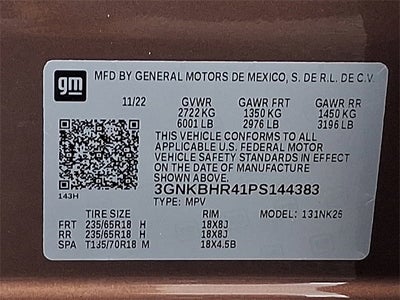 gm
MFD BY GENERAL MOTORS DE MEXICO, S. DE R.L. DE C.V.
11/22 GVWR GAWR FRT GAWR RR
2722 KG 1350 KG 1450 KG
6001 LB 2976 LB 3196 LB
THIS VEHICLE CONFORMS TO ALL
APPLICABLE U.S. FEDERAL MOTOR
VEHICLE SAFETY STANDARDS IN EFFECT
ON THE DATE OF MANUFACTURE
SHOWN ABOVE.
3GNKBHR41PS144383
143H TYPE: MPV
TIRE SIZE RIM 131NK26
FRT 235/65R18 H 18X8J
RR 235/65R18 H 18X8J
SPA T135/70R18 M 18X4.5B